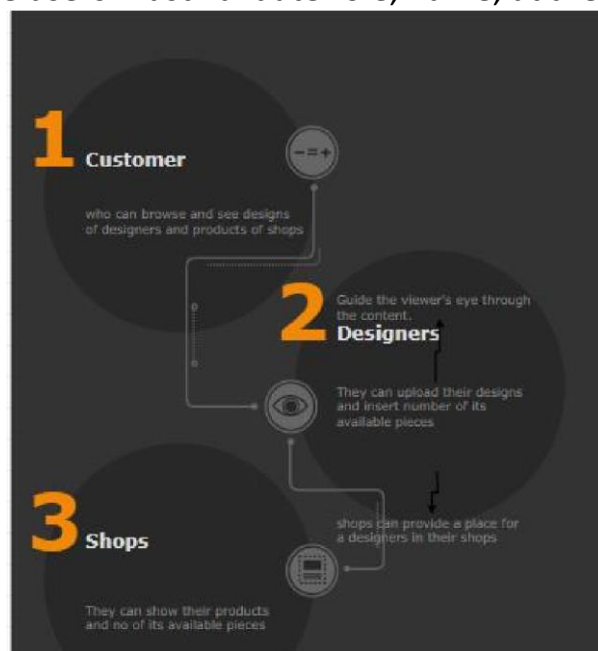 1
Customer
who can browse and see designs
of designers and products of shops
2
Guide the viewer's eye through
the content.
Designers
They can upload their designs
and insert number of its
available pieces
shops can provide a place for
a designers in their shops
3
Shops
They can show their products
and no of its available pieces